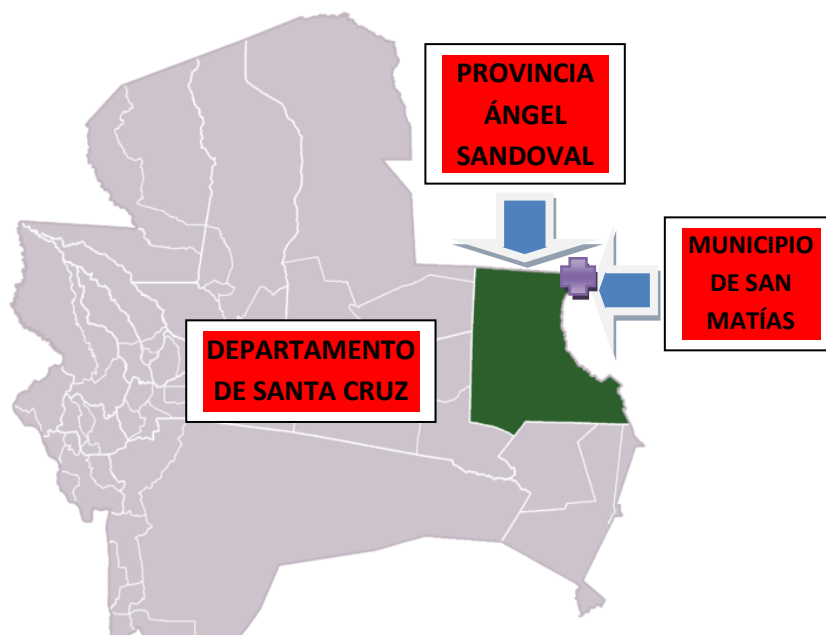 PROVINCIA
ÁNGEL
SANDOVAL
MUNICIPIO
DE SAN
MATÍAS
DEPARTAMENTO
DE SANTA CRUZ